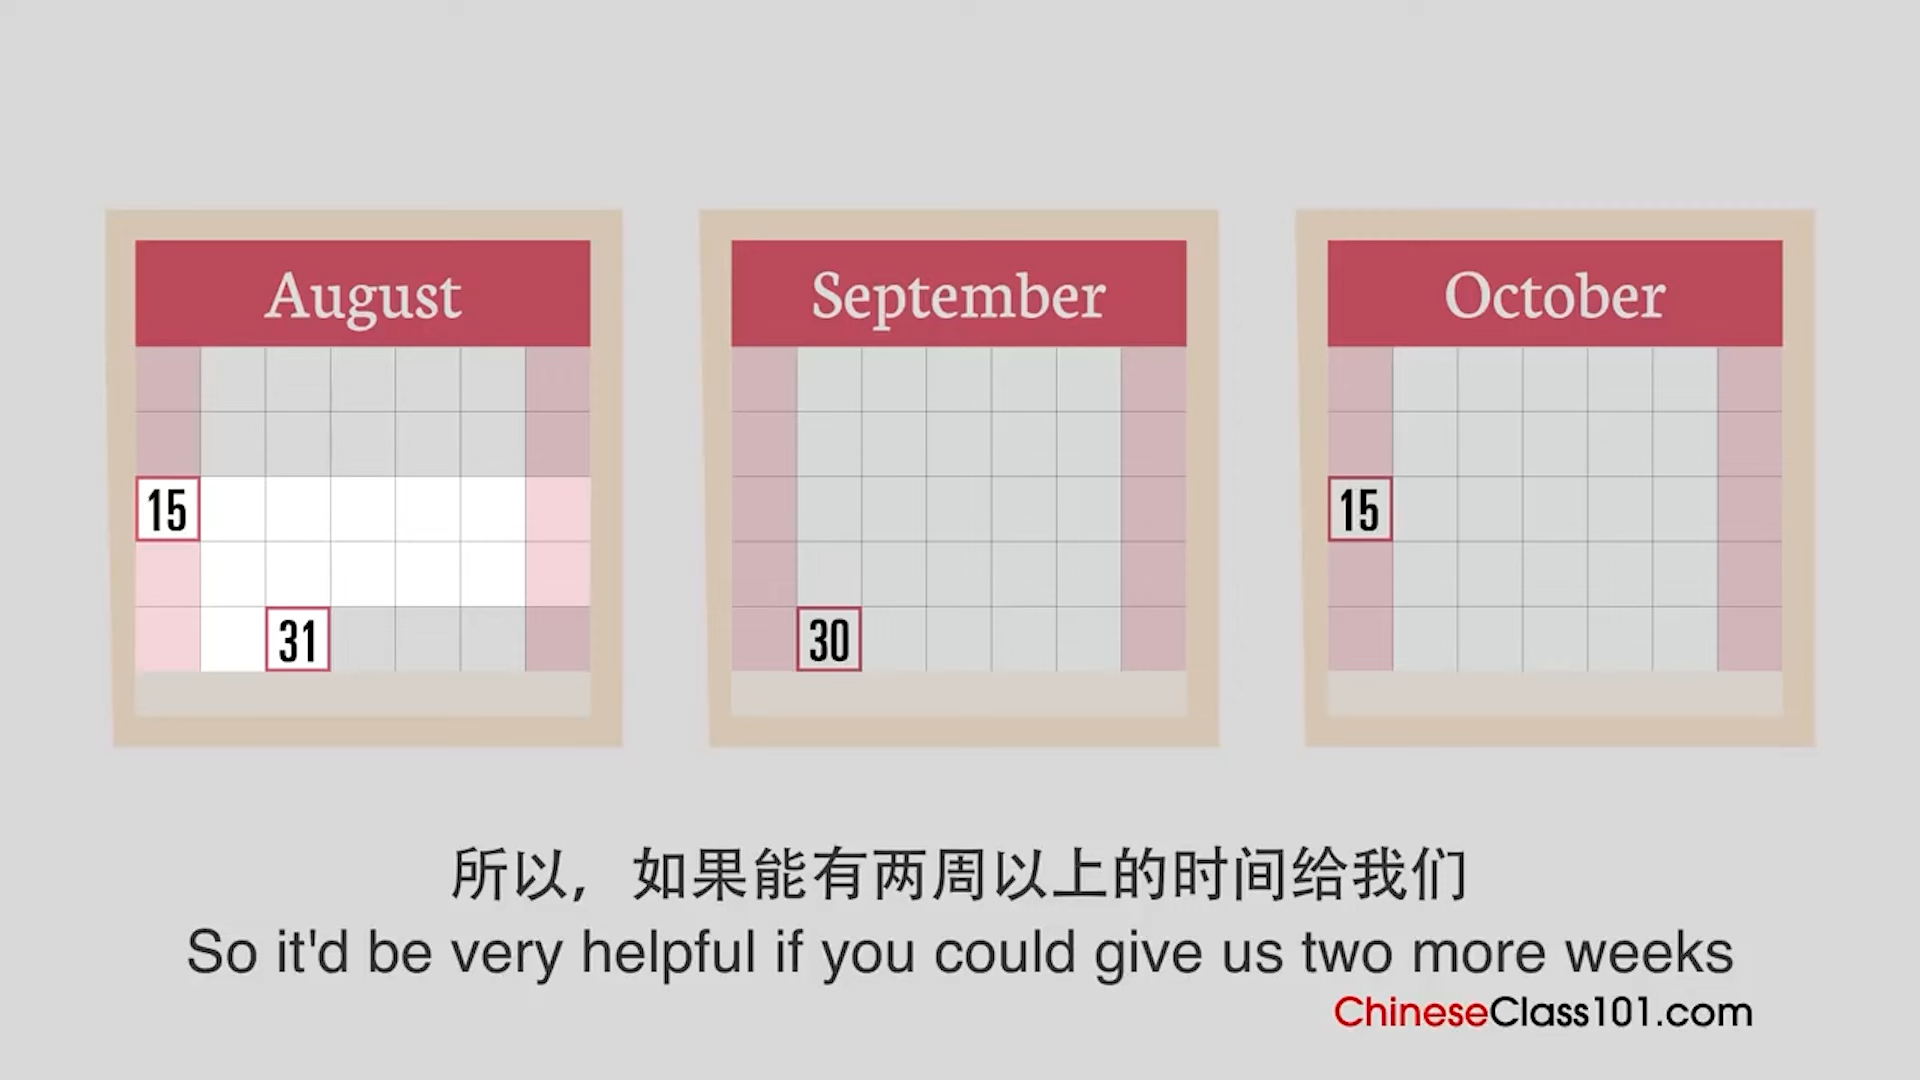 August
September
October
15
15
31
30
所以，如果能有两周以上的时间给我们
So it'd be very helpful if you could give us two more weeks
ChineseClass101.com